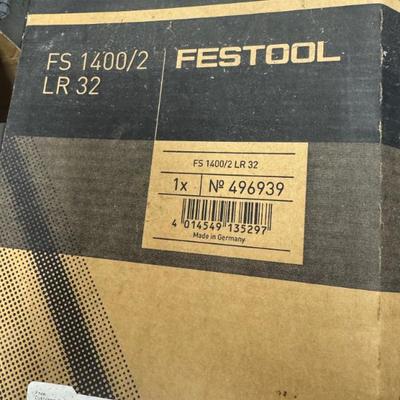 FS 1400/2
LR 32
FESTOOL
FS 1400/2 LR 32
1x
Nº 496939
4 014549 135297
Made in Germany